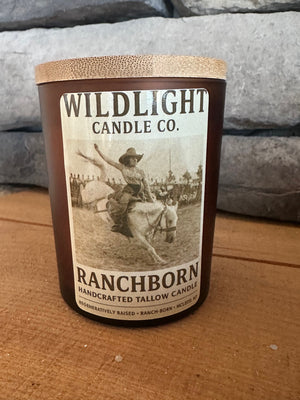 WILDLIGHT
CANDLE CO.
RANCHBORN
HANDCRAFTED TALLOW CANDLE
REGENERATIVELY RAISED • RANCH-BORN •